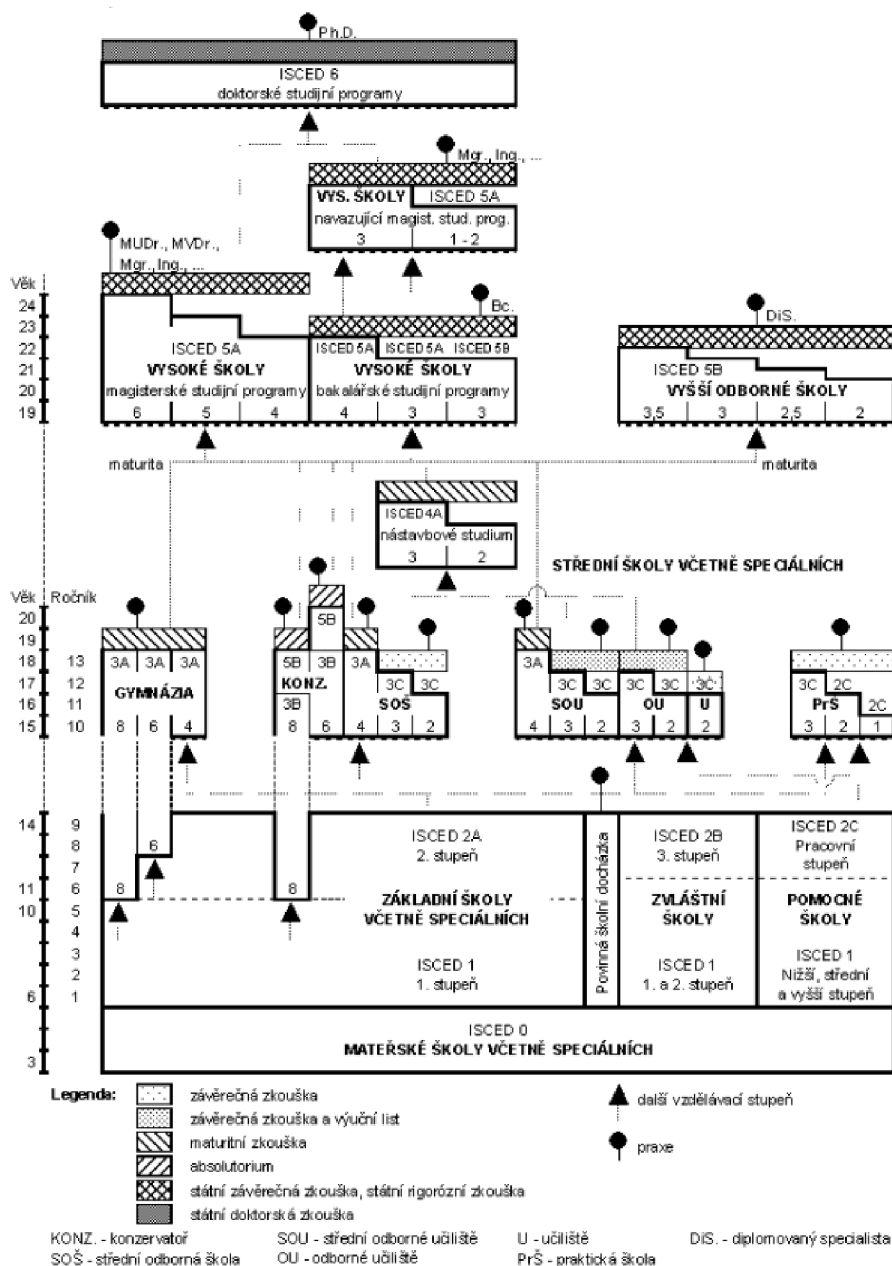 Ph.D.
ISCED 6
doktorské studijní programy
Mgr., Ing., ...
VYS. ŠKOLY ISCED 5A
navazující magist. stud. prog.
3 1 - 2
MUDr., MVDr.,
Mgr., Ing., ...
Bc.
DiS.
Věk
24
23
22
21
20
19
ISCED 5A
VYSOKÉ ŠKOLY
magisterské studijní programy
6 5 4
ISCED 5A ISCED 5A ISCED 5B
VYSOKÉ ŠKOLY
bakalářské studijní programy
4 3 3
ISCED 5B
VYŠŠÍ ODBORNÉ ŠKOLY
3,5 3 2,5 2
maturita maturita
ISCED 4A
nástavbové studium
3 2
STŘEDNÍ ŠKOLY VČETNĚ SPECIÁLNÍCH
Věk Ročník
20
19
18 13
17 12
16 11
15 10
3A 3A 3A
GYMNÁZIA
8 6 4
5B
5B 3B
KONZ.
3B
8 6
3A 3C 3C
SOŠ
4 3 2
3A 3C 3C
SOU
4 3 2
3C 3C
OU
3 2
3C
U
2
3C 2C 2C
PrŠ
3 2 1
14 9
8
7
11 6
10 5
4
3
2
6 1
3
8
6
8
ISCED 2A
2. stupeň
ZÁKLADNÍ ŠKOLY
VČETNĚ SPECIÁLNÍCH
ISCED 1
1. stupeň
Povinná školní docházka
ISCED 2B
3. stupeň
ZVLÁŠTNÍ
ŠKOLY
ISCED 1
1. a 2. stupeň
ISCED 2C
Pracovní
stupeň
POMOCNÉ
ŠKOLY
ISCED 1
Nižší, střední
a vyšší stupeň
ISCED 0
MATEŘSKÉ ŠKOLY VČETNĚ SPECIÁLNÍCH
Legenda:
závěrečná zkouška
závěrečná zkouška a výuční list
maturitní zkouška
absolutorium
státní závěrečná zkouška, státní rigorózní zkouška
státní doktorská zkouška
další vzdělávací stupeň
praxe
KONZ. - konzervatoř SOU - střední odborné učiliště U - učiliště DiS. - diplomovaný specialista
SOŠ - střední odborná škola OU - odborné učiliště PrŠ - praktická škola